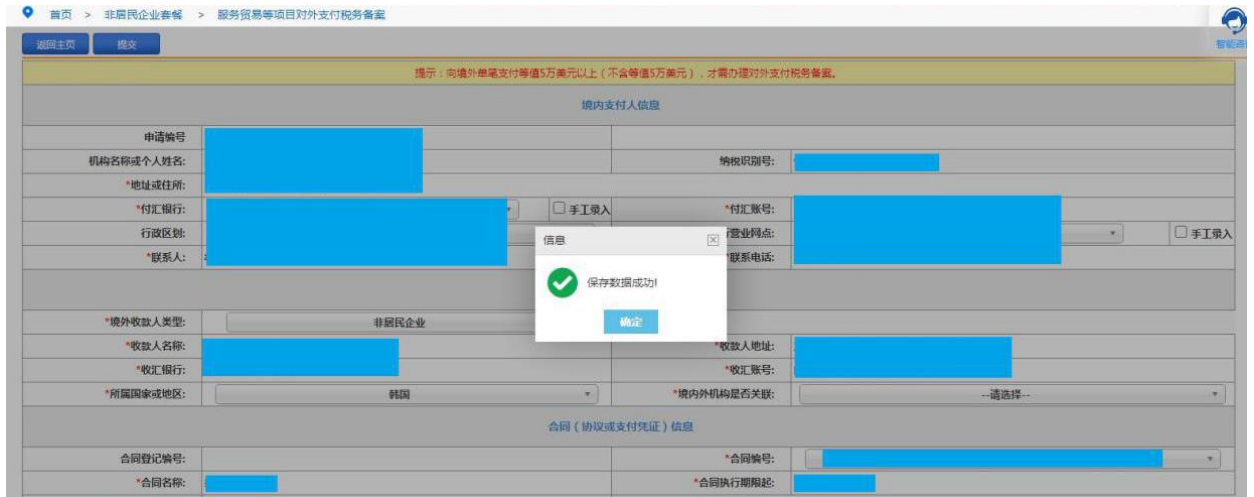 首页 > 非居民企业套餐 > 服务贸易等项目对外支付税务备案
返回主页 提交
提示：向境外单笔支付等值5万美元以上（不含等值5万美元），才需办理对外支付税务备案。
境内支付人信息
申请编号
机构名称或个人姓名: 纳税识别号:
*地址或住所:
*付汇银行: 手工录入 *付汇账号:
行政区划: 营业网点: 手工录入
*联系人: 联系电话:
信息
保存数据成功!
确定
*境外收款人类型: 非居民企业
*收款人名称: *收款人地址:
*收汇银行: *收汇账号:
*所属国家或地区: 韩国 *境内外机构是否关联: --请选择--
合同（协议或支付凭证）信息
合同登记编号: *合同编号:
*合同名称: *合同执行期限起: